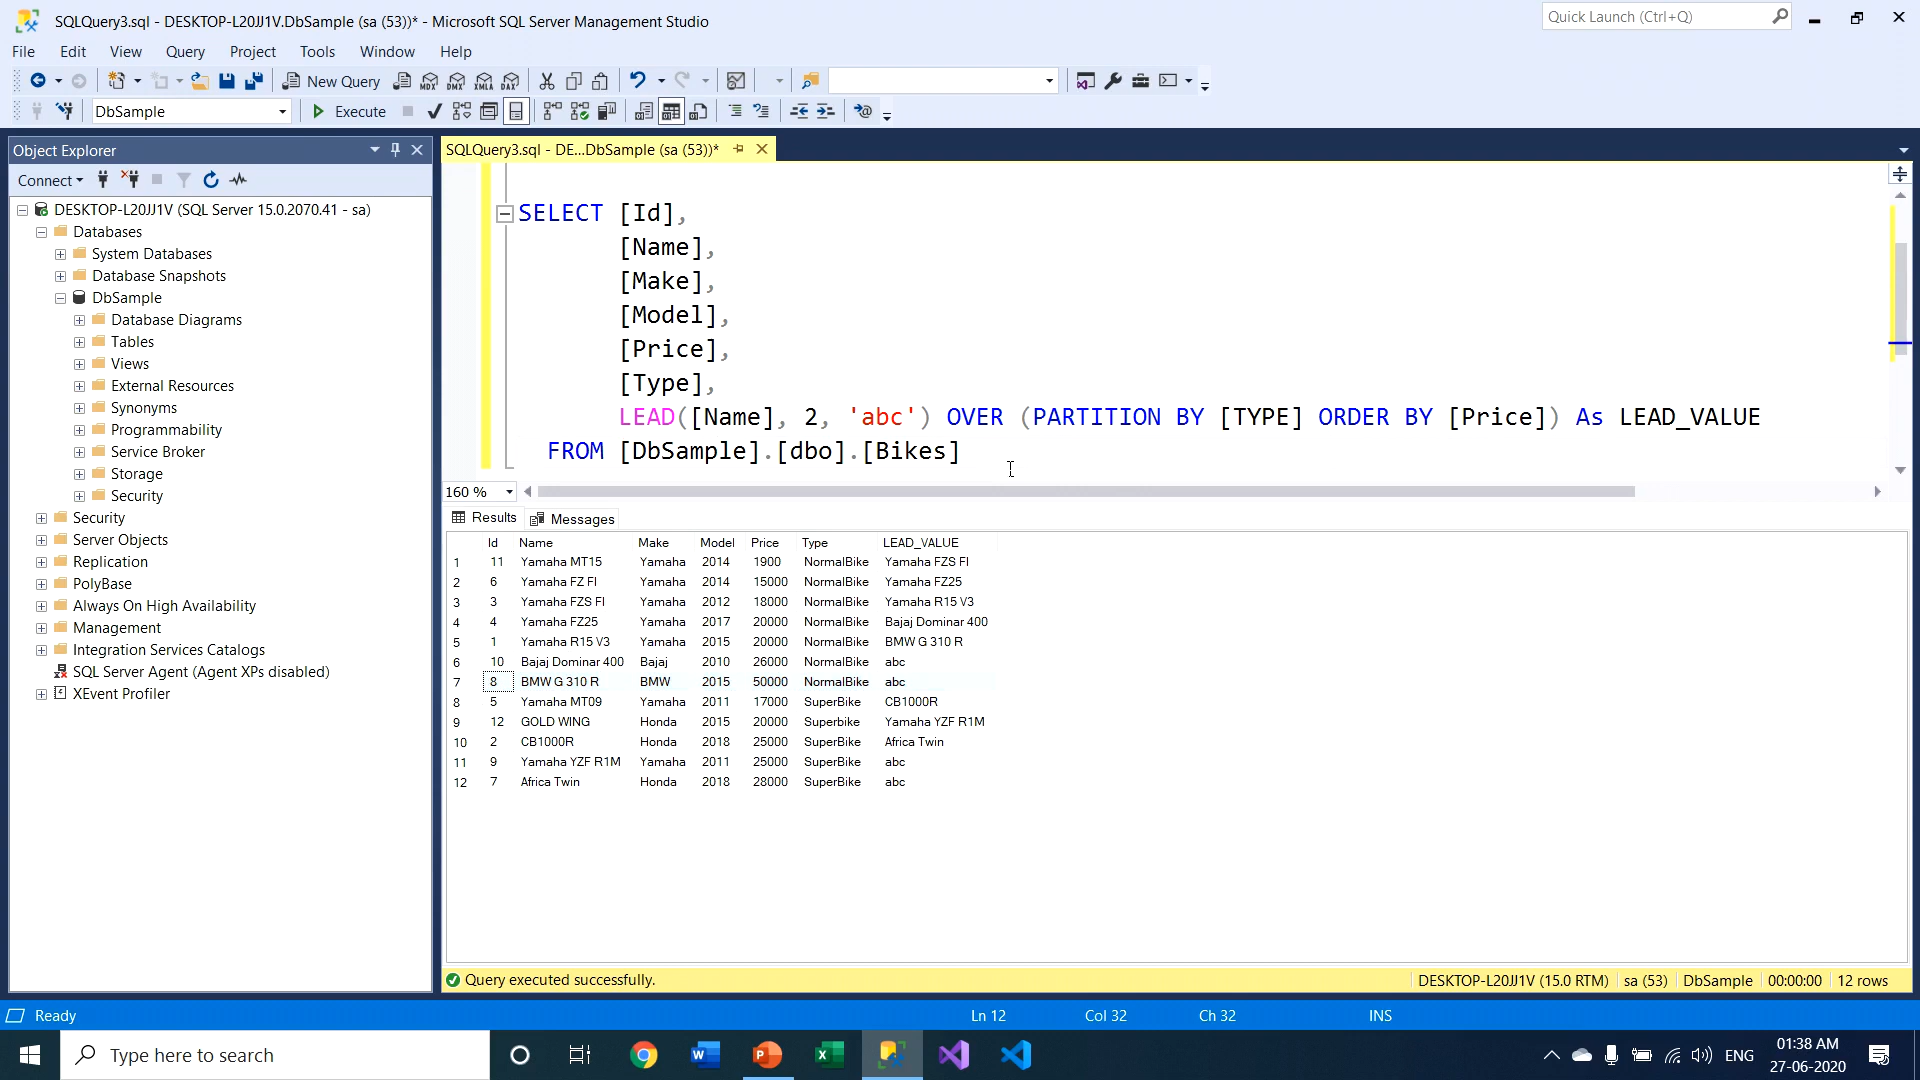 SQLQuery3.sql - DESKTOP-L20JJ1V.DbSample (sa (53))* - Microsoft SQL Server Management Studio
Quick Launch (Ctrl+Q)
File Edit View Query Project Tools Window Help
New Query MDX DMX XMLA DAX
DbSample Execute
Object Explorer
Connect
DESKTOP-L20JJ1V (SQL Server 15.0.2070.41 - sa)
Databases
System Databases
Database Snapshots
DbSample
Database Diagrams
Tables
Views
External Resources
Synonyms
Programmability
Service Broker
Storage
Security
Security
Server Objects
Replication
PolyBase
Always On High Availability
Management
Integration Services Catalogs
SQL Server Agent (Agent XPs disabled)
XEvent Profiler
SQLQuery3.sql - DE...DbSample (sa (53))*
SELECT [Id],
[Name],
[Make],
[Model],
[Price],
[Type],
LEAD([Name], 2, 'abc') OVER (PARTITION BY [TYPE] ORDER BY [Price]) As LEAD_VALUE
FROM [DbSample].[dbo].[Bikes]
160 %
Results Messages
Id Name Make Model Price Type LEAD_VALUE
1 11 Yamaha MT15 Yamaha 2014 1900 NormalBike Yamaha FZS FI
2 6 Yamaha FZ FI Yamaha 2014 15000 NormalBike Yamaha FZ25
3 3 Yamaha FZS FI Yamaha 2012 18000 NormalBike Yamaha R15 V3
4 4 Yamaha FZ25 Yamaha 2017 20000 NormalBike Bajaj Dominar 400
5 1 Yamaha R15 V3 Yamaha 2015 20000 NormalBike BMW G 310 R
6 10 Bajaj Dominar 400 Bajaj 2010 26000 NormalBike abc
7 8 BMW G 310 R BMW 2015 50000 NormalBike abc
8 5 Yamaha MT09 Yamaha 2011 17000 SuperBike CB1000R
9 12 GOLD WING Honda 2015 20000 Superbike Yamaha YZF R1M
10 2 CB1000R Honda 2018 25000 SuperBike Africa Twin
11 9 Yamaha YZF R1M Yamaha 2011 25000 SuperBike abc
12 7 Africa Twin Honda 2018 28000 SuperBike abc
Query executed successfully. DESKTOP-L20JJ1V (15.0 RTM) sa (53) DbSample 00:00:00 12 rows
Ready Ln 12 Col 32 Ch 32 INS
Type here to search
ENG 01:38 AM
27-06-2020